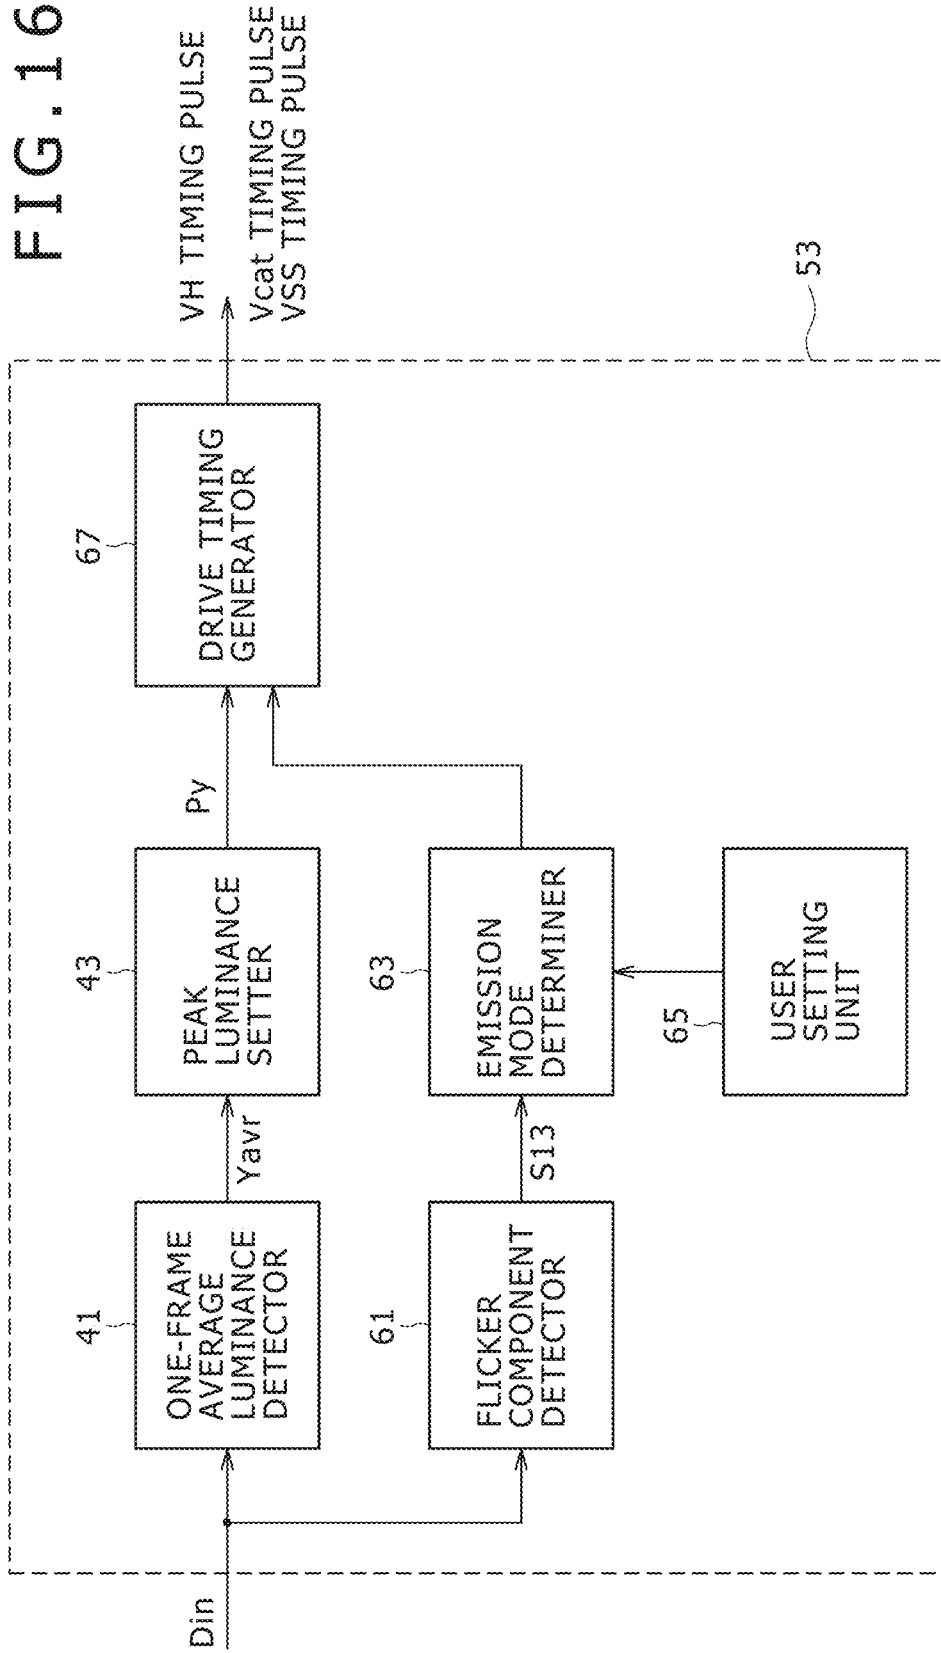 FIG.16
Din
41
ONE-FRAME
AVERAGE
LUMINANCE
DETECTOR
Yavr
43
PEAK
LUMINANCE
SETTER
Py
67
DRIVE TIMING
GENERATOR
VH TIMING PULSE
Vcat TIMING PULSE
VSS TIMING PULSE
61
FLICKER
COMPONENT
DETECTOR
S13
63
EMISSION
MODE
DETERMINER
65
USER
SETTING
UNIT
53